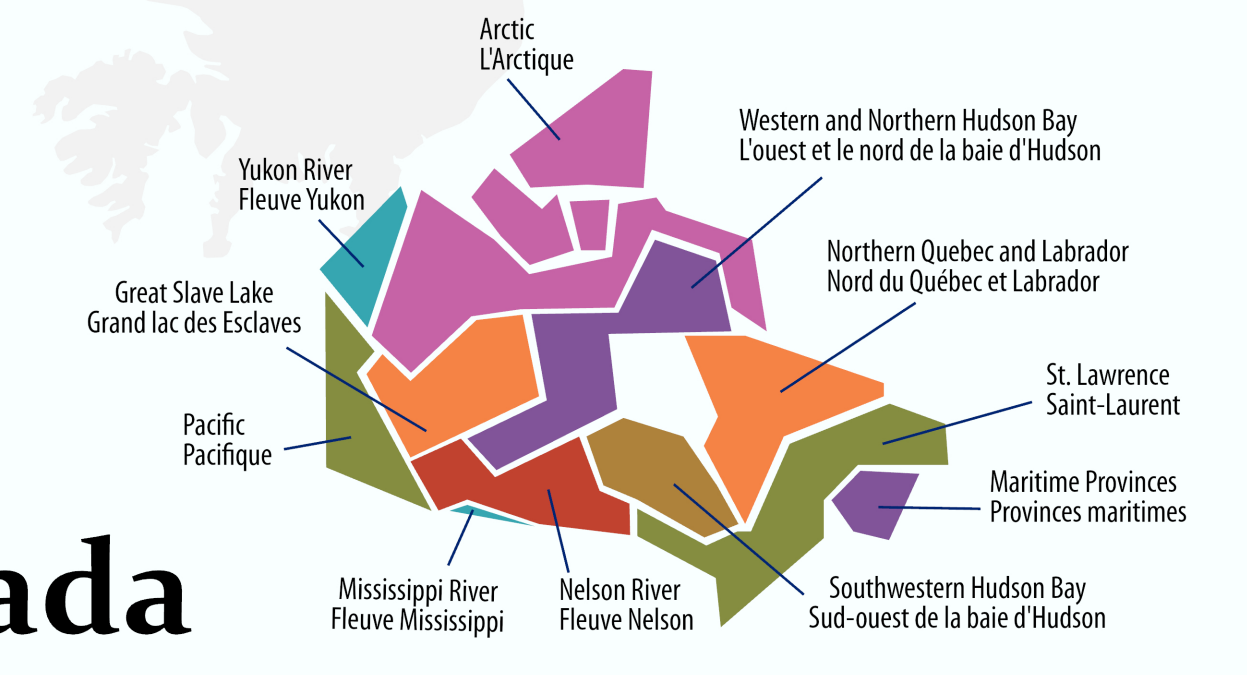 Arctic
L'Arctique
Western and Northern Hudson Bay
L'ouest et le nord de la baie d'Hudson
Yukon River
Fleuve Yukon
Northern Quebec and Labrador
Nord du Québec et Labrador
Great Slave Lake
Grand lac des Esclaves
St. Lawrence
Saint-Laurent
Pacific
Pacifique
Maritime Provinces
Provinces maritimes
Mississippi River
Fleuve Mississippi
Nelson River
Fleuve Nelson
Southwestern Hudson Bay
Sud-ouest de la baie d'Hudson
ada